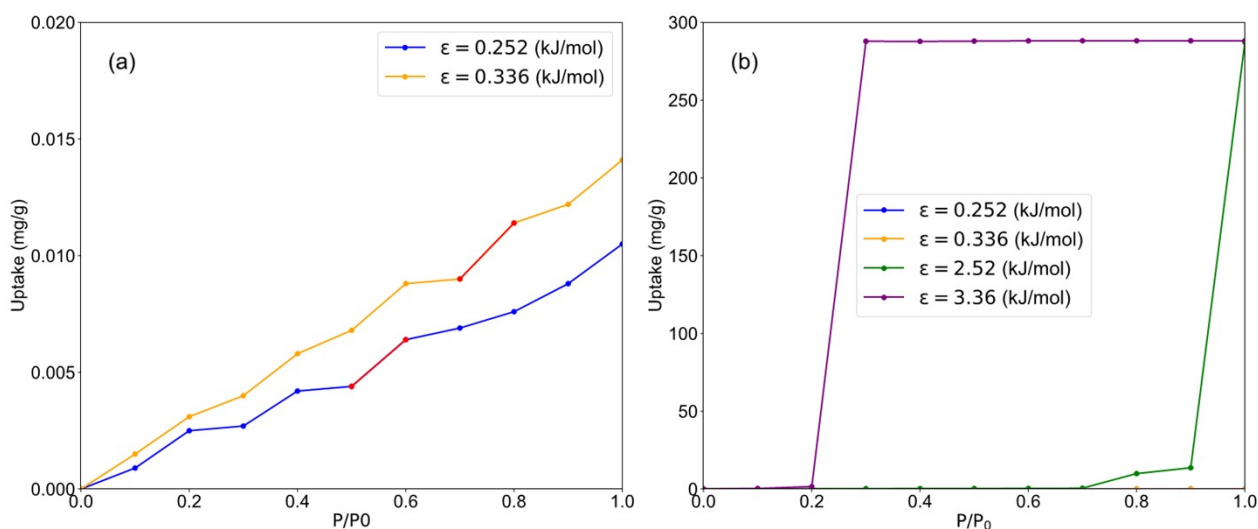 (a)
ε = 0.252 (kJ/mol)
ε = 0.336 (kJ/mol)
0.020
0.015
0.010
0.005
0.000
Uptake (mg/g)
0.0 0.2 0.4 0.6 0.8 1.0
P/P0
(b)
ε = 0.252 (kJ/mol)
ε = 0.336 (kJ/mol)
ε = 2.52 (kJ/mol)
ε = 3.36 (kJ/mol)
300
250
200
150
100
50
0
Uptake (mg/g)
0.0 0.2 0.4 0.6 0.8 1.0
P/P₀